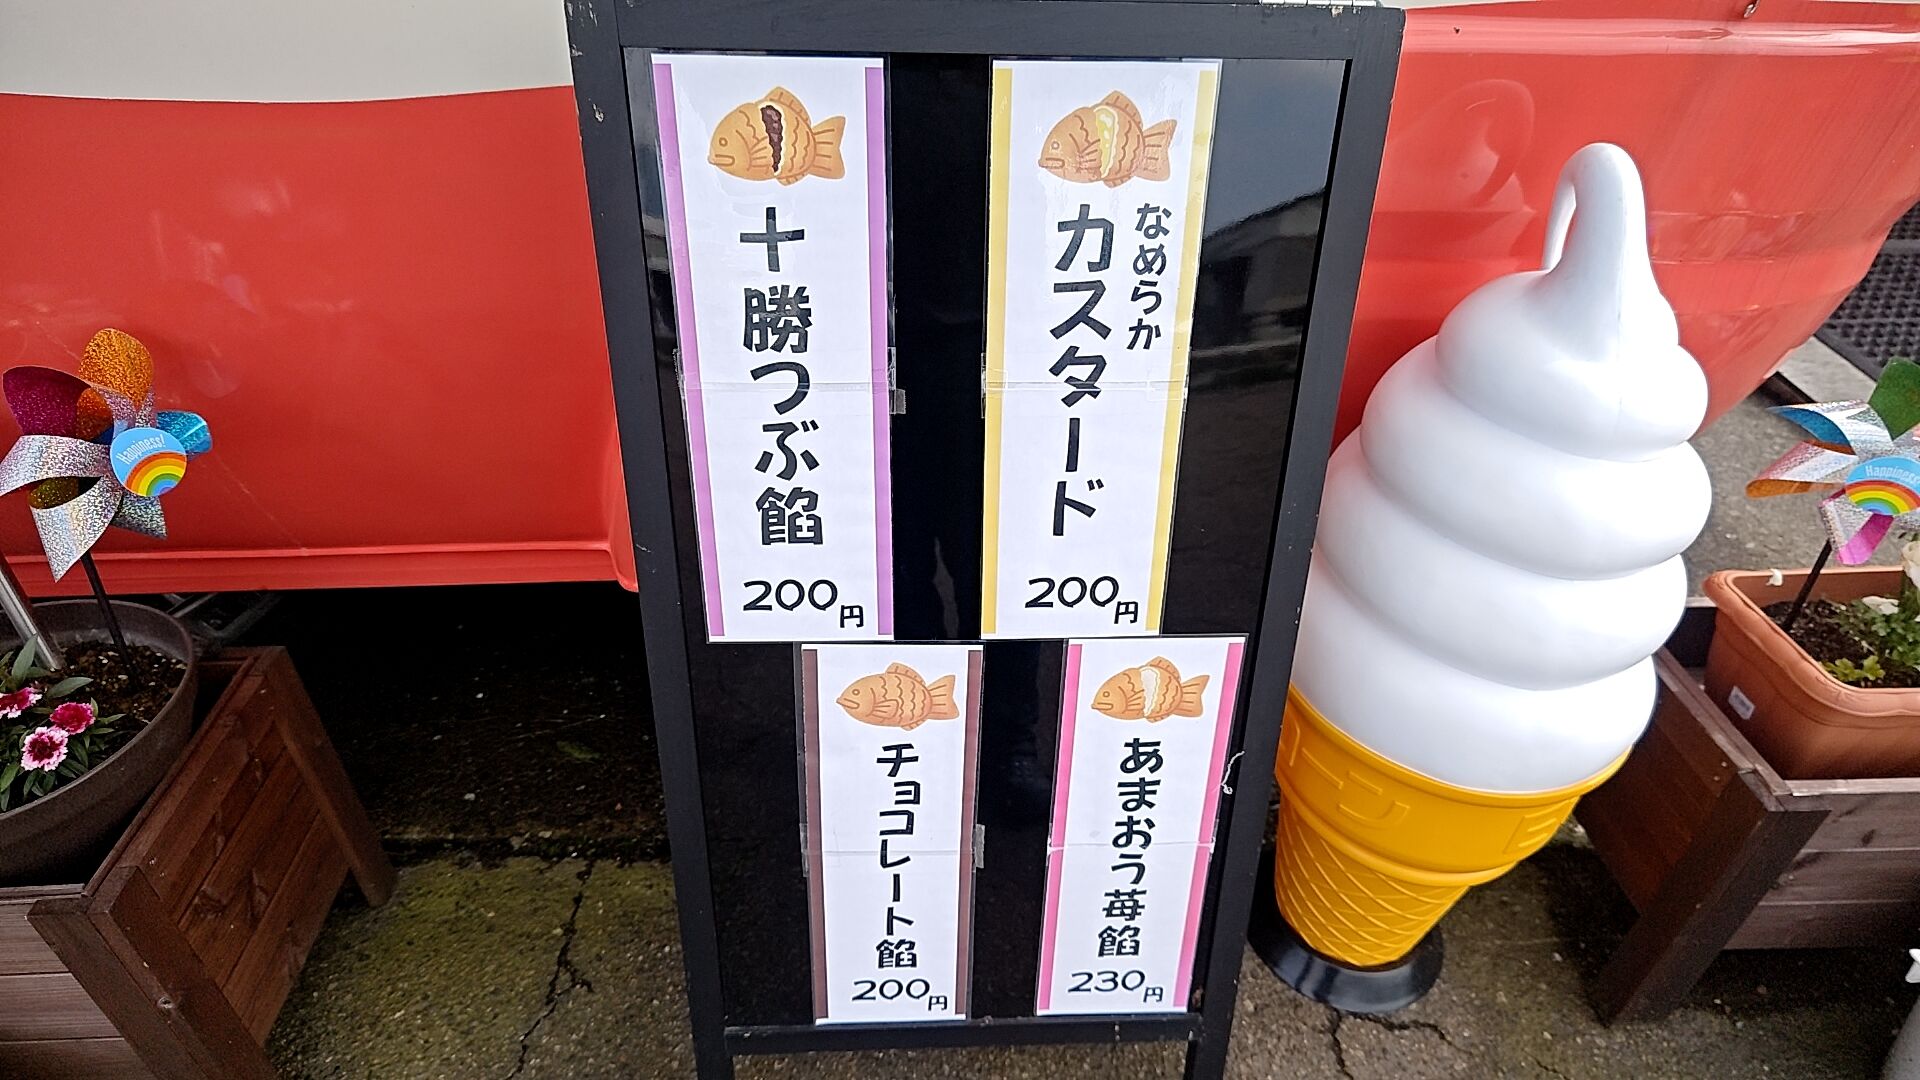 十勝つぶ餡
200円
なめらか
カスタード
200円
チョコレート餡
200円
あまおう苺餡
230円
Happiness!
Happiness!